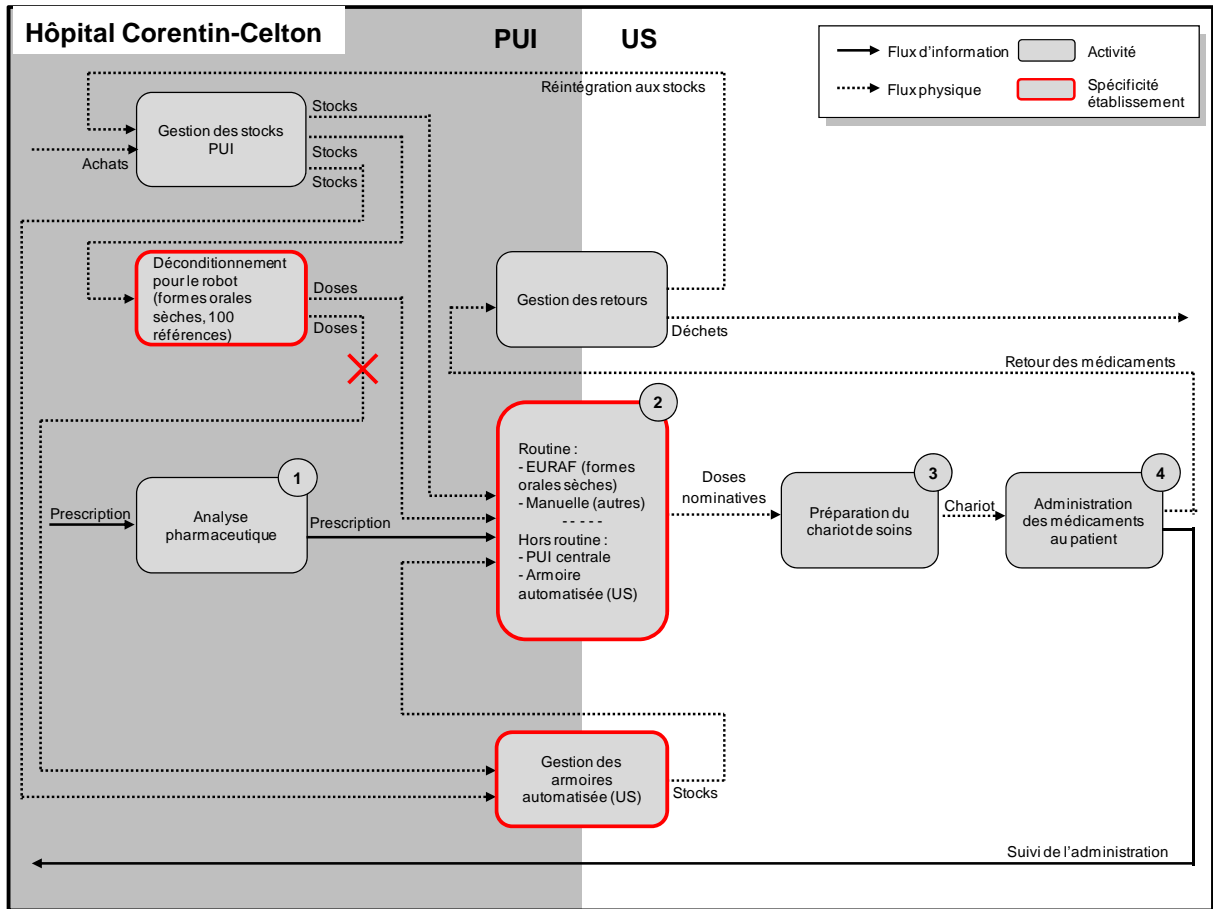 Hôpital Corentin-Celton
PUI
US
Flux d'information
Activité
Flux physique
Spécificité
établissement
Réintégration aux stocks
Stocks
Gestion des stocks
PUI
Stocks
Stocks
Achats
Déconditionnement
pour le robot
(formes orales
sèches, 100
références)
Doses
Doses
Gestion des retours
Déchets
Retour des médicaments
1
Prescription
Analyse
pharmaceutique
Prescription
2
Routine :
- EURAF (formes
orales sèches)
- Manuelle (autres)
- - - - -
Hors routine :
- PUI centrale
- Armoire
automatisée (US)
Doses
nominatives
3
Préparation du
chariot de soins
Chariot
4
Administration
des médicaments
au patient
Gestion des
armoires
automatisée (US)
Stocks
Suivi de l'administration